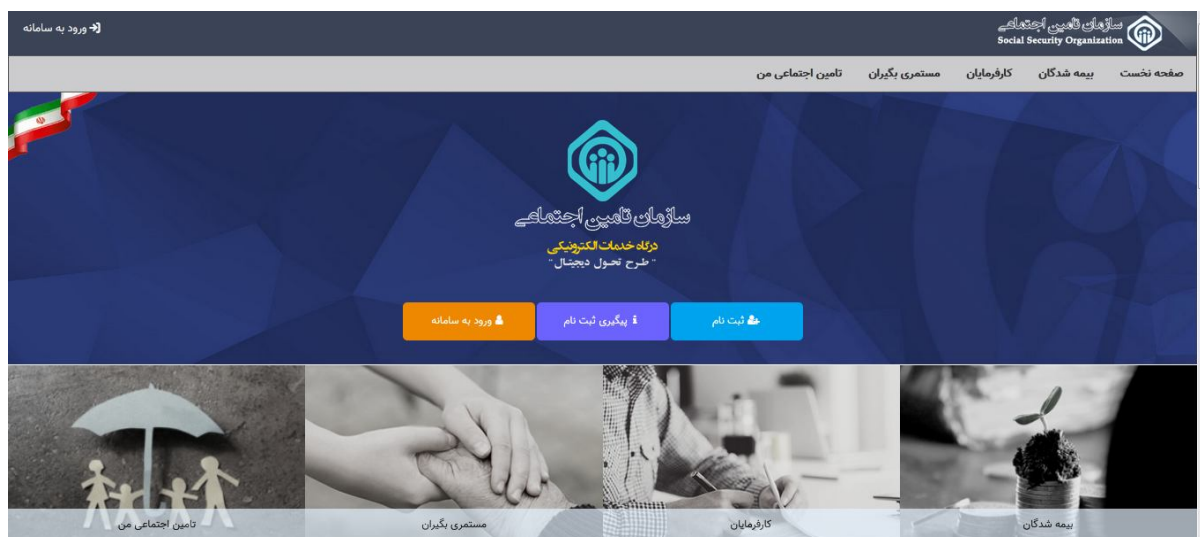 سازمان تامین اجتماعی
Social Security Organization
ورود به سامانه
صفحه نخست
بیمه شدگان
کارفرمایان
مستمری بگیران
تامین اجتماعی من
سازمان تامین اجتماعی
درگاه خدمات الکترونیکی
"طرح تحول دیجیتال"
ثبت نام
پیگیری ثبت نام
ورود به سامانه
بیمه شدگان
کارفرمایان
مستمری بگیران
تامین اجتماعی من